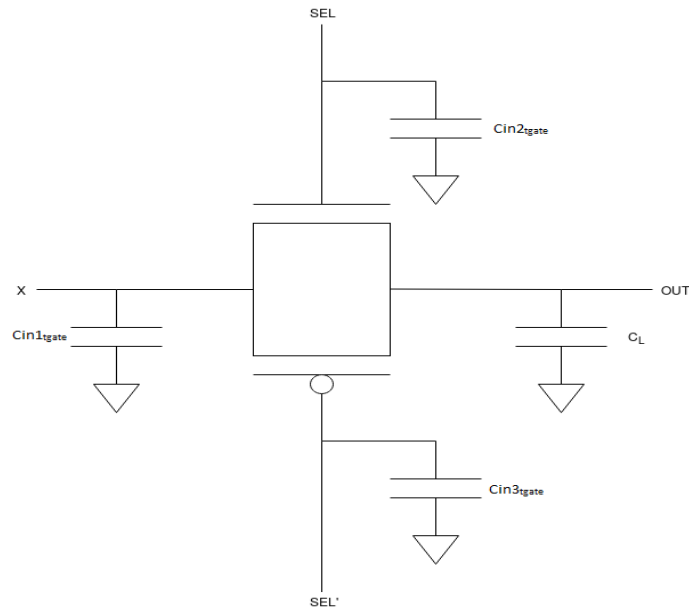 SEL
Cin2tgate
X
OUT
Cin1tgate
CL
Cin3tgate
SEL'